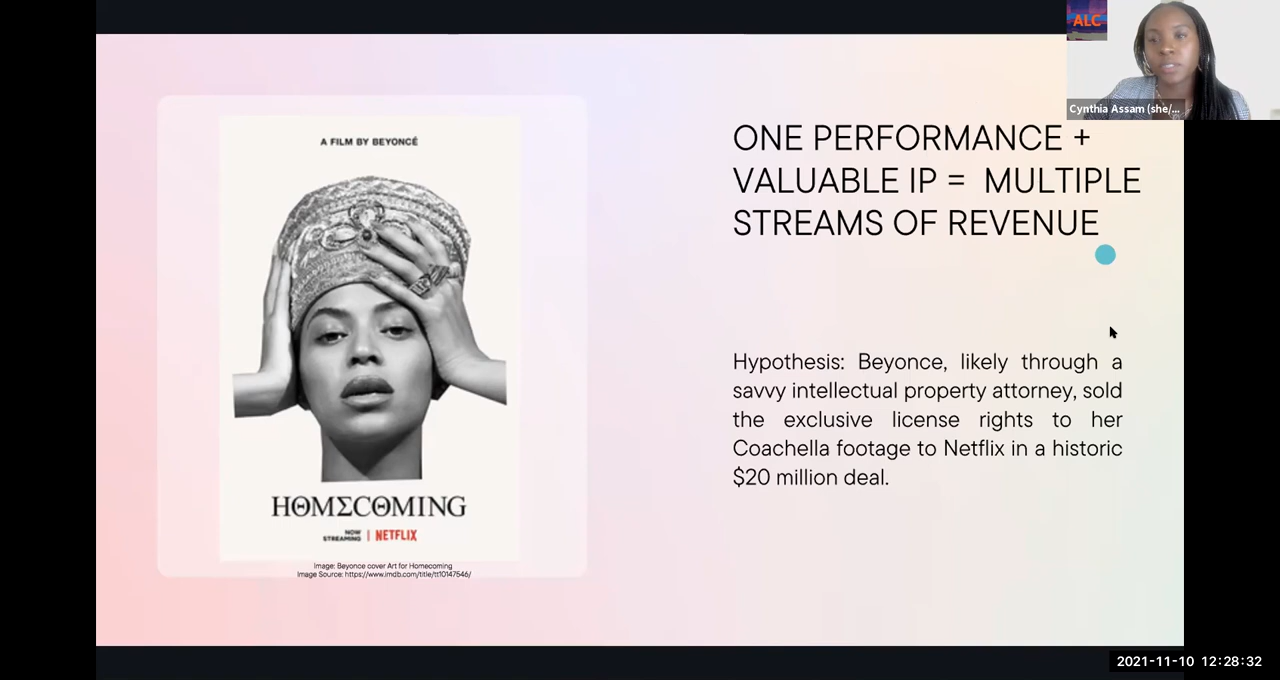 ALC
Cynthia Assam (she/...
A FILM BY BEYONCÉ
HΘMΣCΘMING
NOW
STREAMING | NETFLIX
Image: Beyonce cover Art for Homecoming
Image Source: https://www.imdb.com/title/tt10147546/
ONE PERFORMANCE +
VALUABLE IP = MULTIPLE
STREAMS OF REVENUE
Hypothesis: Beyonce, likely through a
savvy intellectual property attorney, sold
the exclusive license rights to her
Coachella footage to Netflix in a historic
$20 million deal.
2021-11-10 12:28:32